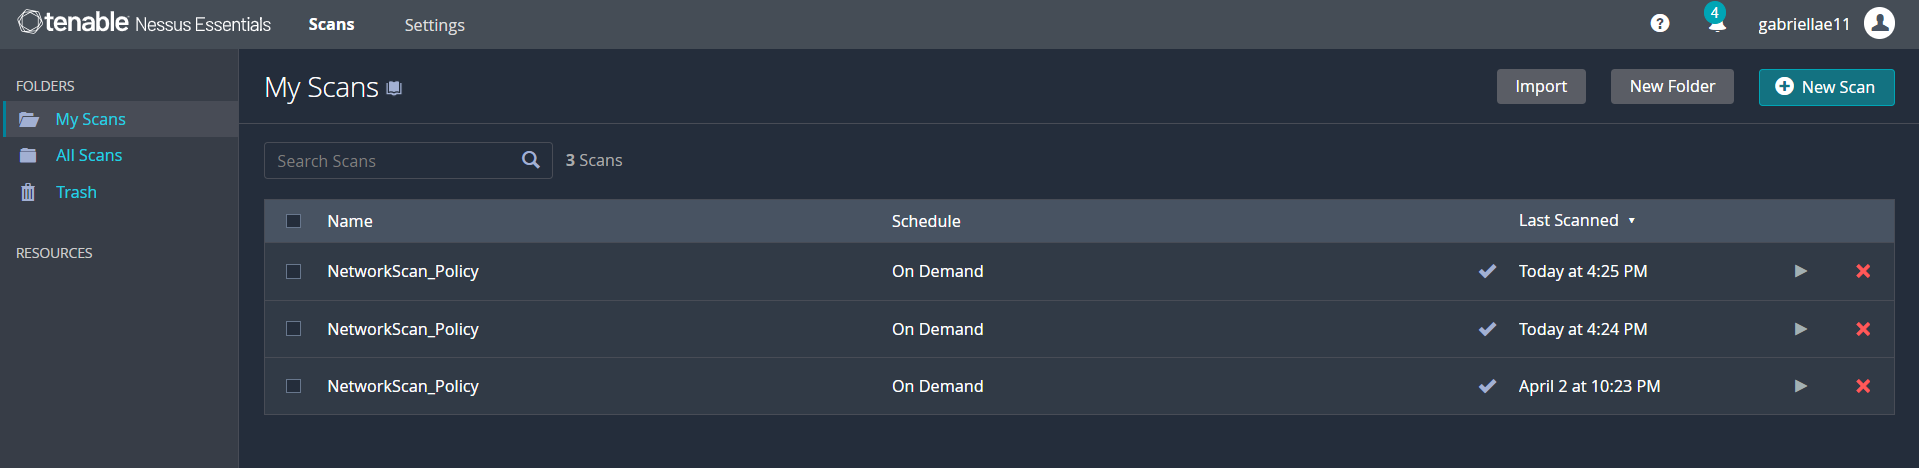 tenable Nessus Essentials Scans Settings 4 gabriellae11
FOLDERS
My Scans
All Scans
Trash
RESOURCES
My Scans Import New Folder New Scan
Search Scans 3 Scans
Name Schedule Last Scanned
NetworkScan_Policy On Demand Today at 4:25 PM
NetworkScan_Policy On Demand Today at 4:24 PM
NetworkScan_Policy On Demand April 2 at 10:23 PM